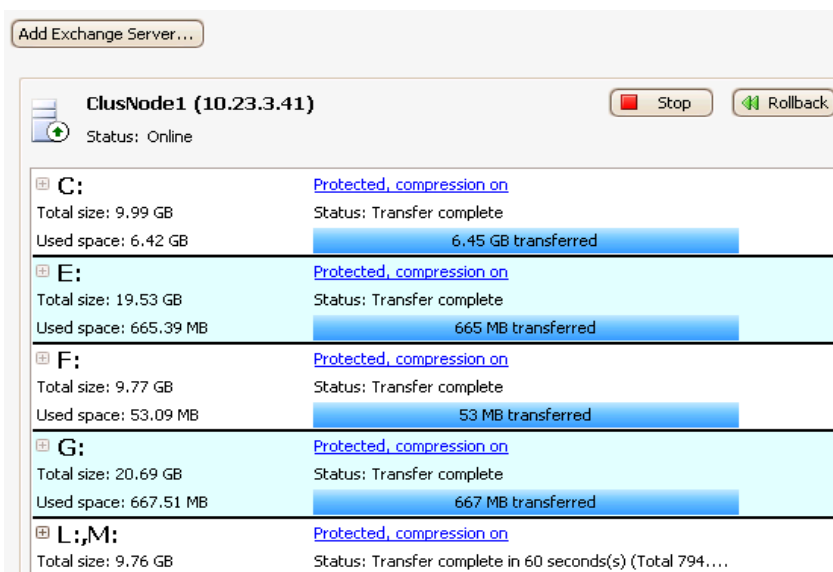 Add Exchange Server...
ClusNode1 (10.23.3.41)
Stop
Rollback
Status: Online
C:
Protected, compression on
Total size: 9.99 GB
Status: Transfer complete
Used space: 6.42 GB
6.45 GB transferred
E:
Protected, compression on
Total size: 19.53 GB
Status: Transfer complete
Used space: 665.39 MB
665 MB transferred
F:
Protected, compression on
Total size: 9.77 GB
Status: Transfer complete
Used space: 53.09 MB
53 MB transferred
G:
Protected, compression on
Total size: 20.69 GB
Status: Transfer complete
Used space: 667.51 MB
667 MB transferred
L:,M:
Protected, compression on
Total size: 9.76 GB
Status: Transfer complete in 60 seconds(s) (Total 794....